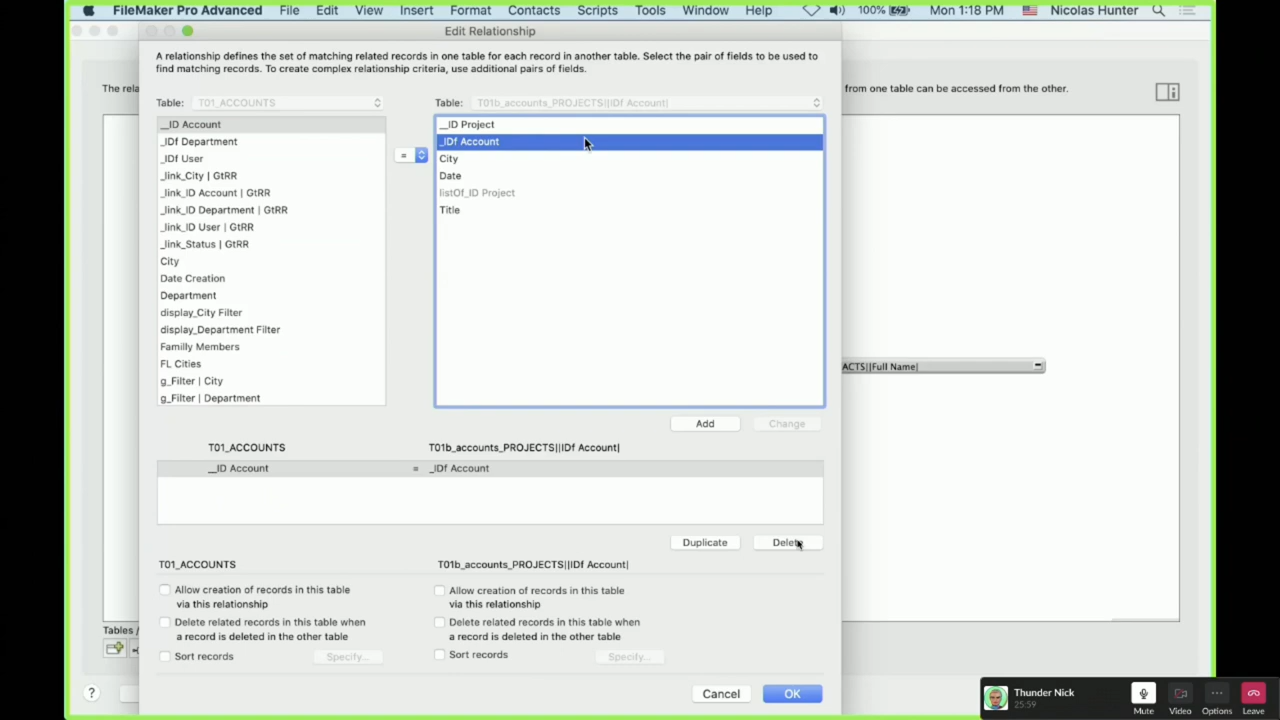 FileMaker Pro Advanced File Edit View Insert Format Contacts Scripts Tools Window Help 100% Mon 1:18 PM Nicolas Hunter
Edit Relationship
A relationship defines the set of matching related records in one table for each record in another table. Select the pair of fields to be used to
find matching records. To create complex relationship criteria, use additional pairs of fields.
The rela
from one table can be accessed from the other.
Table: T01_ACCOUNTS
Table: T01b_accounts_PROJECTS||IDf Account|
__ID Account
_IDf Department
_IDf User
_link_City | GtRR
_link_ID Account | GtRR
_link_ID Department | GtRR
_link_ID User | GtRR
_link_Status | GtRR
City
Date Creation
Department
display_City Filter
display_Department Filter
Familly Members
FL Cities
g_Filter | City
g_Filter | Department
=
__ID Project
_IDf Account
City
Date
listOf_ID Project
Title
ACTS||Full Name|
Add Change
T01_ACCOUNTS T01b_accounts_PROJECTS||IDf Account|
__ID Account = _IDf Account
Duplicate Delete
T01_ACCOUNTS
Allow creation of records in this table
via this relationship
Delete related records in this table when
a record is deleted in the other table
Sort records Specify...
T01b_accounts_PROJECTS||IDf Account|
Allow creation of records in this table
via this relationship
Delete related records in this table when
a record is deleted in the other table
Sort records Specify...
Tables /
? Cancel OK
Thunder Nick
25:59
Mute Video Options Leave